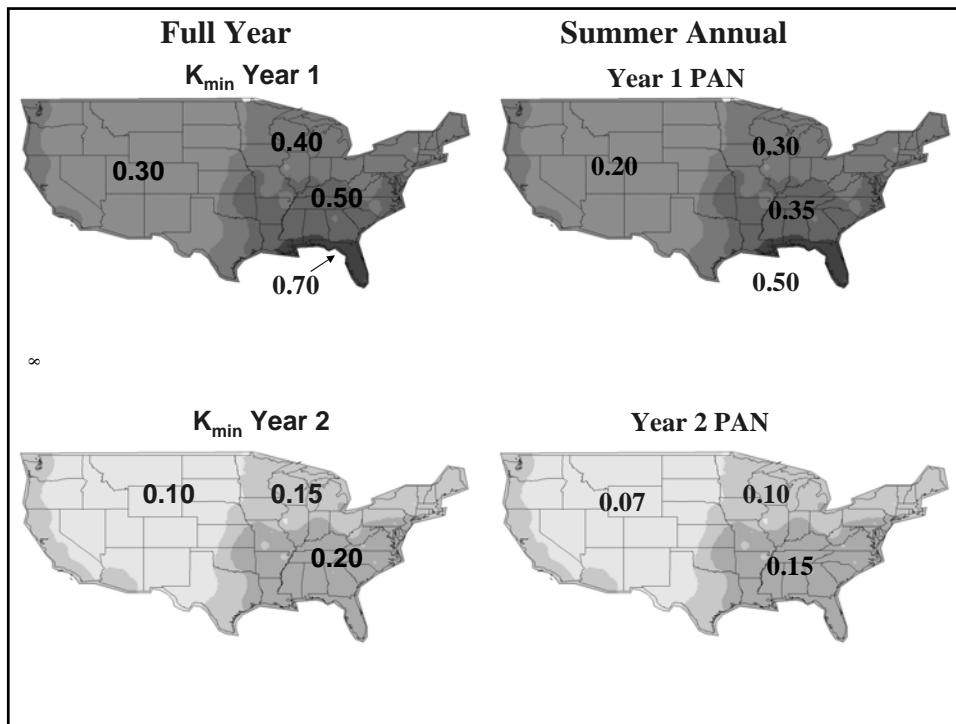 Full Year
Summer Annual
Kmin Year 1
Year 1 PAN
0.40
0.30
0.30
0.20
0.50
0.35
0.70
0.50
∞
Kmin Year 2
Year 2 PAN
0.10
0.15
0.07
0.10
0.20
0.15